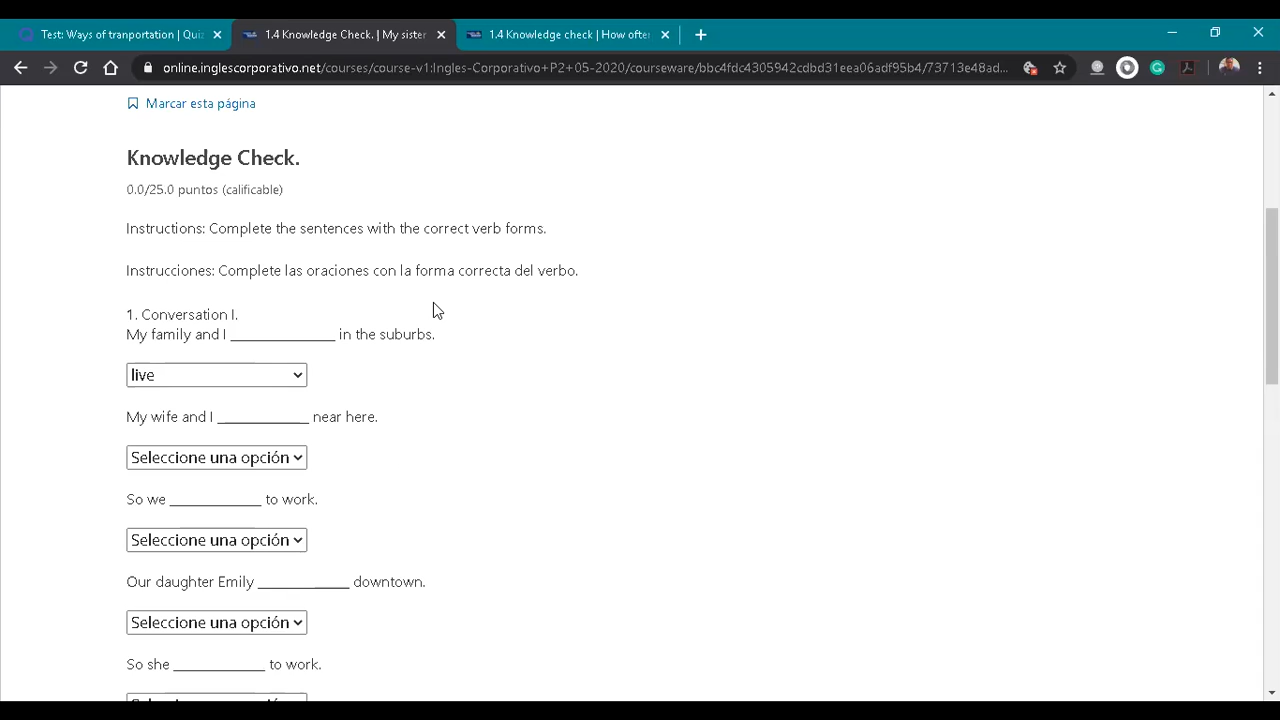 Test: Ways of tranportation | Quiz
1.4 Knowledge Check. | My sister
1.4 Knowledge check | How ofter
online.inglescorporativo.net/courses/course-v1:Ingles-Corporativo+P2+05-2020/courseware/bbc4fdc4305942cdbd31eea06adf95b4/73713e48ad...
Marcar esta página
Knowledge Check.
0.0/25.0 puntos (calificable)
Instructions: Complete the sentences with the correct verb forms.
Instrucciones: Complete las oraciones con la forma correcta del verbo.
1. Conversation I.
My family and I _____________ in the suburbs.
live
My wife and I ___________ near here.
Seleccione una opción
So we ___________ to work.
Seleccione una opción
Our daughter Emily ___________ downtown.
Seleccione una opción
So she ___________ to work.